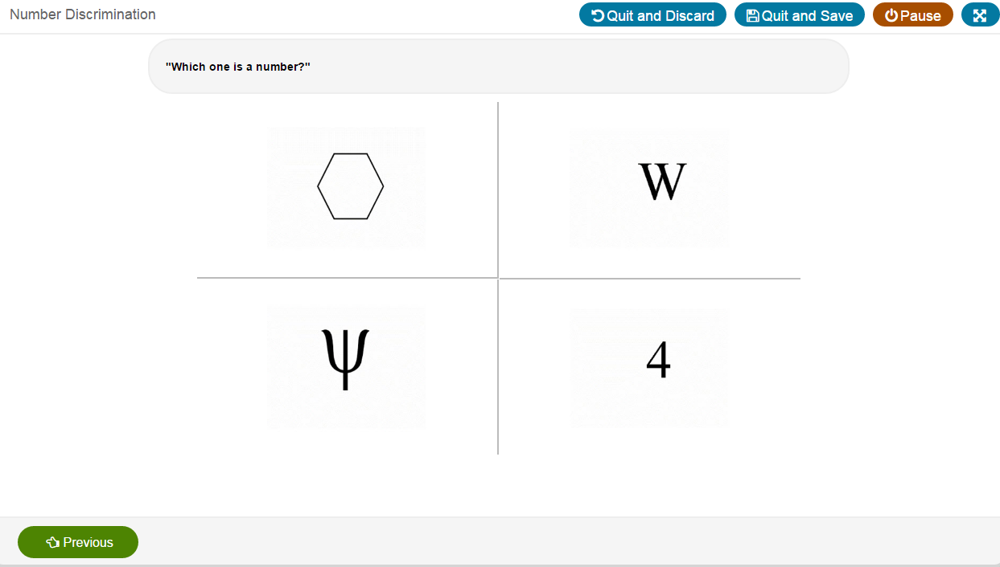 Number Discrimination
Quit and Discard
Quit and Save
Pause
"Which one is a number?"
W
ψ
4
Previous